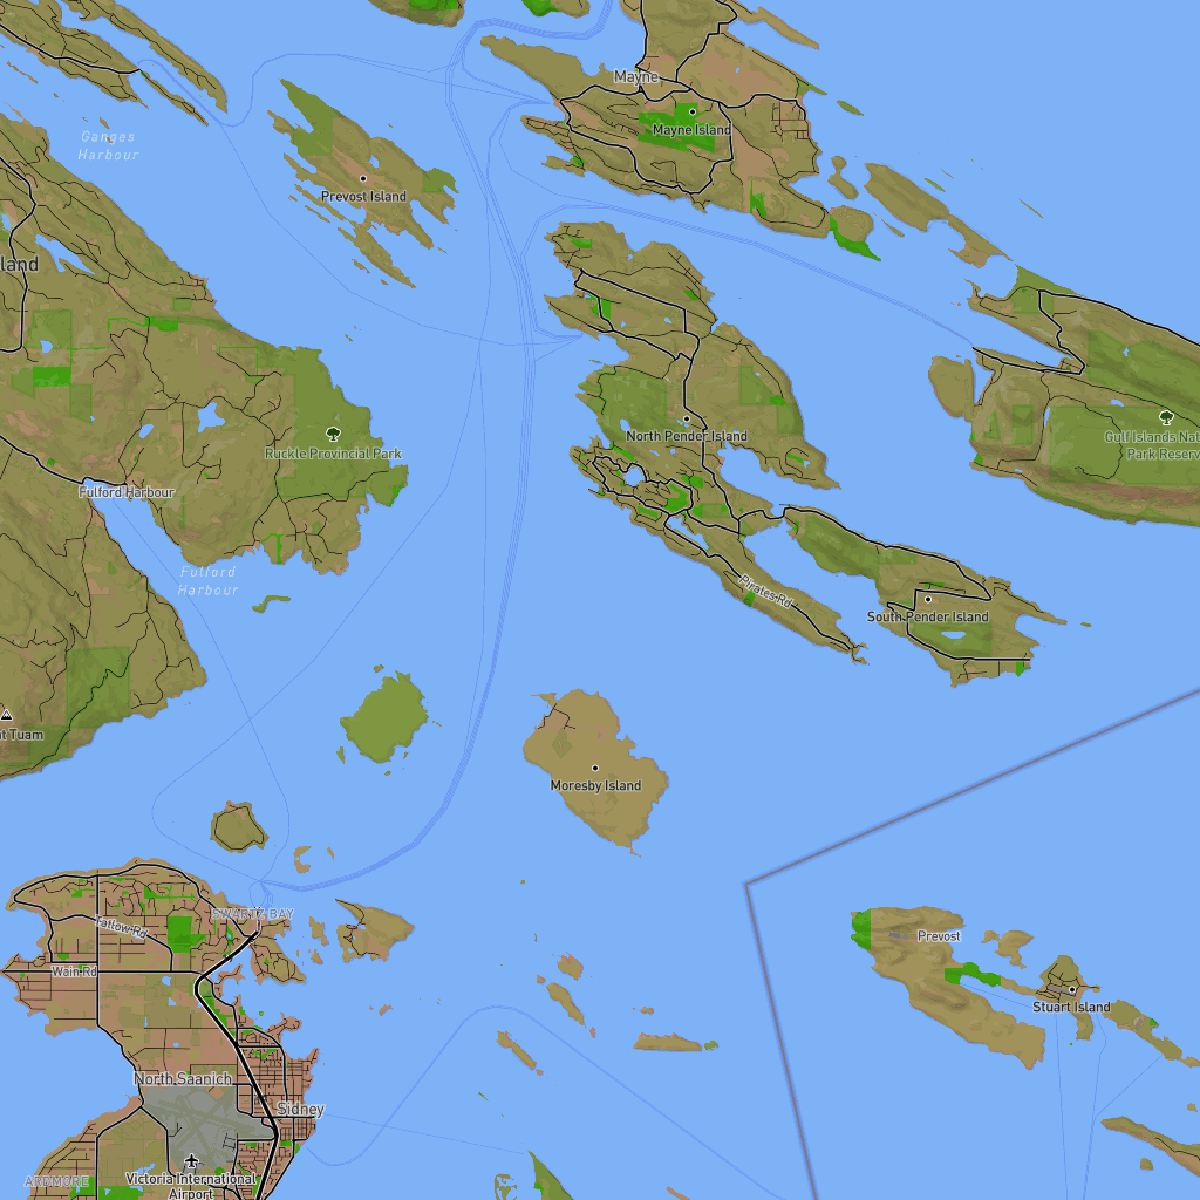 Mayne
Mayne Island
Ganges
Harbour
Prevost Island
land
Ruckle Provincial Park
North Pender Island
Gulf Islands Nat
Park Reserv
Fulford Harbour
Fulford
Harbour
Pirates Rd
South Pender Island
t Tuam
Moresby Island
SWARTZ BAY
Tatlow Rd
Wain Rd
Prevost
Stuart Island
North Saanich
Sidney
ARDMORE
Victoria International
Airport